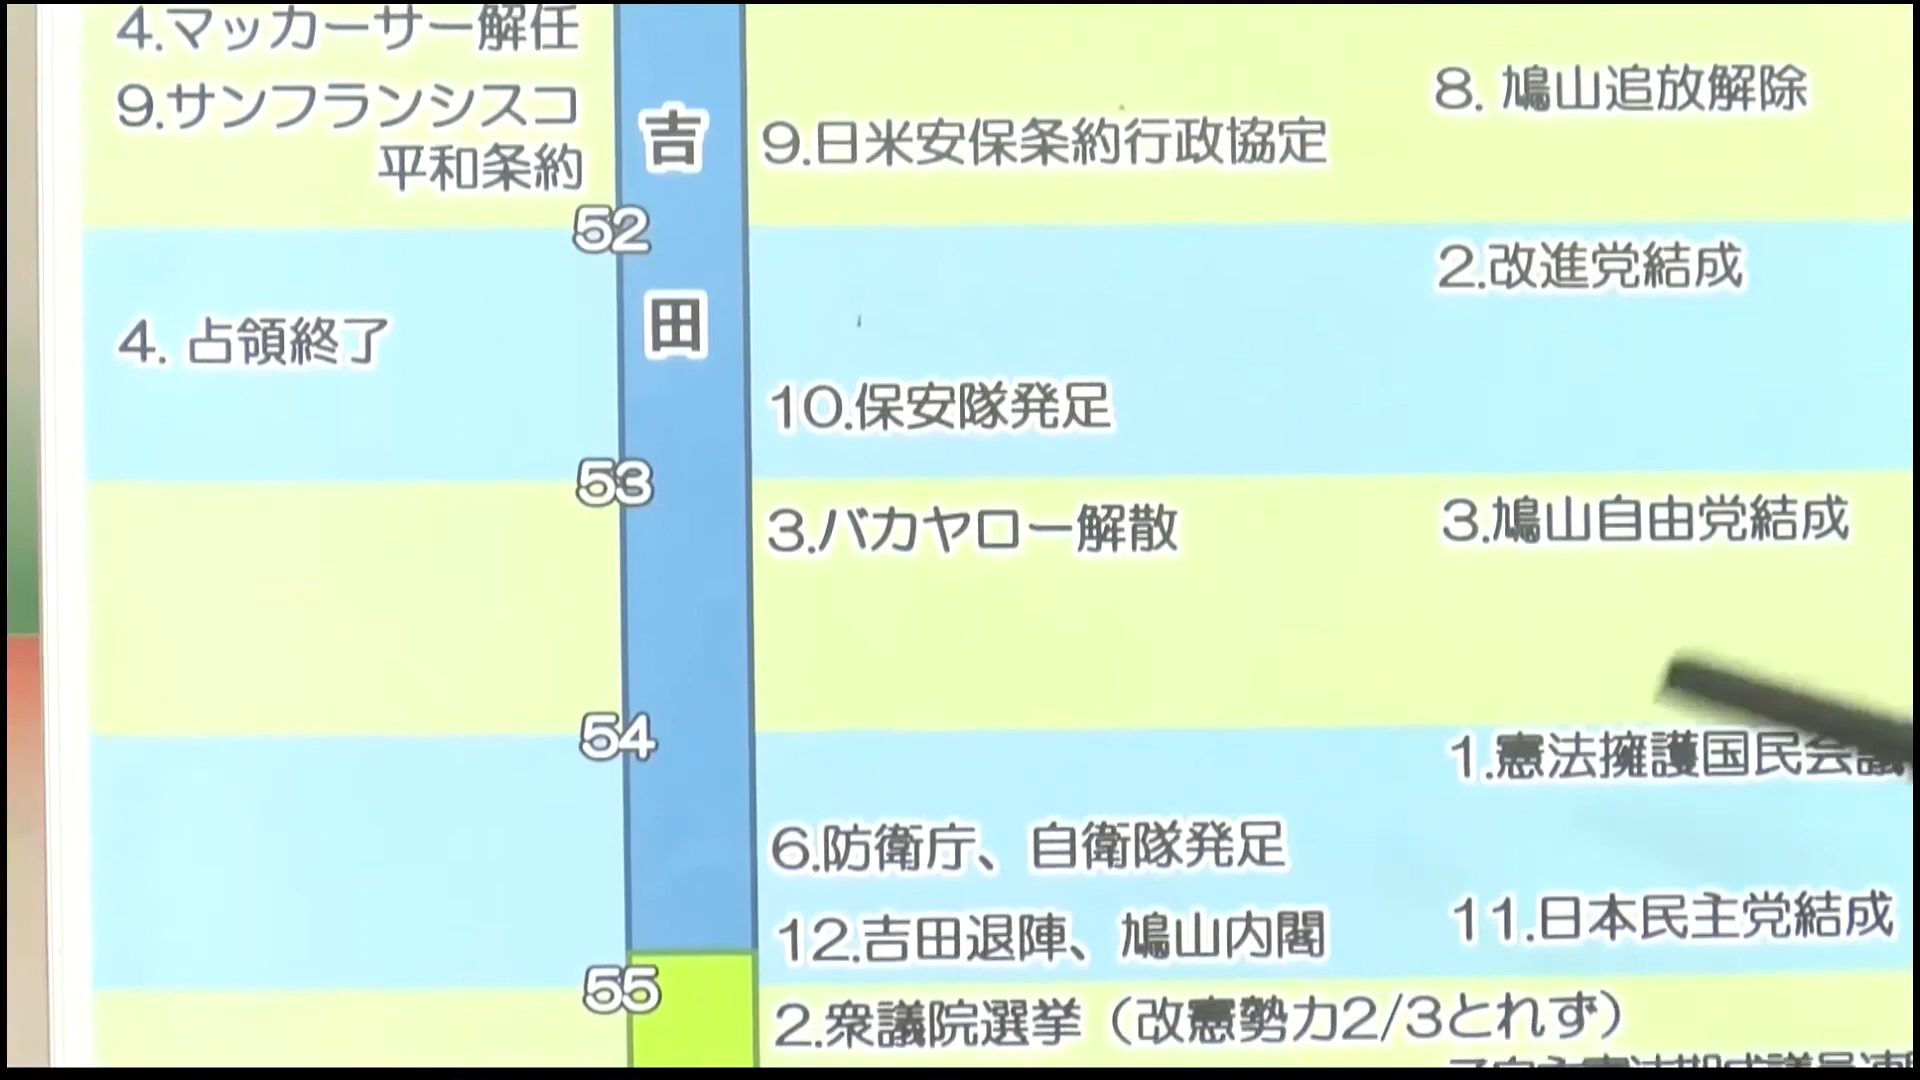 4.マッカーサー解任
9.サンフランシスコ
平和条約
吉
8. 鳩山追放解除
9.日米安保条約行政協定
52
田
2.改進党結成
4. 占領終了
10.保安隊発足
53
3.バカヤロー解散
3.鳩山自由党結成
54
1.憲法擁護国民会議
6.防衛庁、自衛隊発足
12.吉田退陣、鳩山内閣
11.日本民主党結成
55
2.衆議院選挙（改憲勢力2/3とれず）